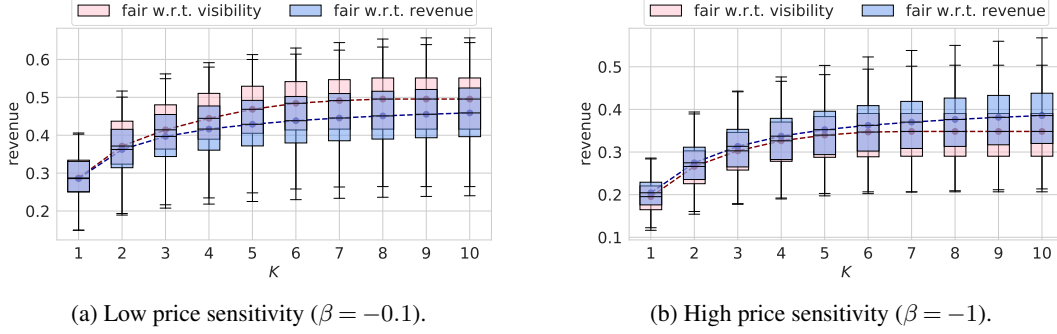 fair w.r.t. visibility fair w.r.t. revenue
0.6
0.5
0.4
0.3
0.2
revenue
1 2 3 4 5 6 7 8 9 10
K
(a) Low price sensitivity (β = −0.1).
fair w.r.t. visibility fair w.r.t. revenue
0.5
0.4
0.3
0.2
0.1
revenue
1 2 3 4 5 6 7 8 9 10
K
(b) High price sensitivity (β = −1).